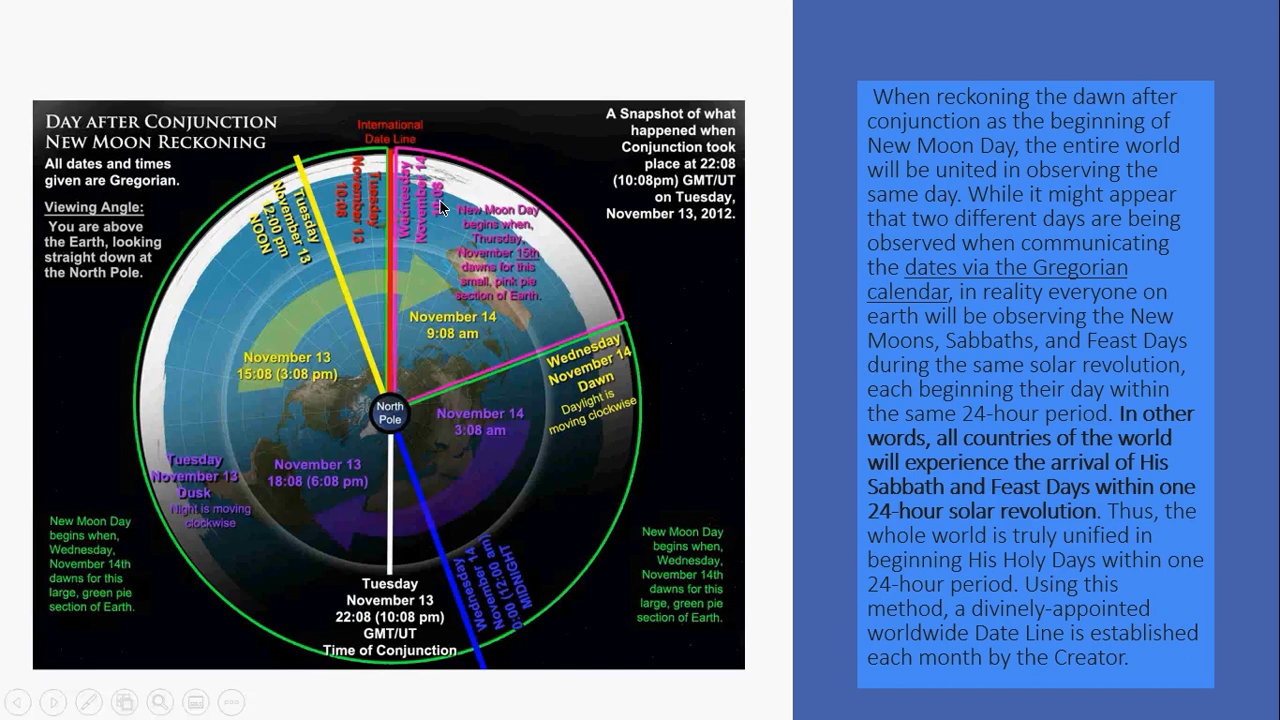 DAY AFTER CONJUNCTION
NEW MOON RECKONING
All dates and times
given are Gregorian.
Viewing Angle:
You are above
the Earth, looking
straight down at
the North Pole.
International
Date Line
A Snapshot of what
happened when
Conjunction took
place at 22:08
(10:08pm) GMT/UT
on Tuesday,
November 13, 2012.
Tuesday
November 13
12:00 pm
NOON
Tuesday
November 13
10:08
Wednesday
November 14
New Moon Day
begins when,
Thursday,
November 15th
dawns for this
small, pink pie
section of Earth.
November 14
9:08 am
November 13
15:08 (3:08 pm)
Wednesday
November 14
Dawn
Daylight is
moving clockwise
North
Pole
November 14
3:08 am
November 13
18:08 (6:08 pm)
Tuesday
November 13
Dusk
Night is moving
clockwise
New Moon Day
begins when,
Wednesday,
November 14th
dawns for this
large, green pie
section of Earth.
Wednesday
November 14
0:00 (12:00 am)
MIDNIGHT
New Moon Day
begins when,
Wednesday,
November 14th
dawns for this
large, green pie
section of Earth.
Tuesday
November 13
22:08 (10:08 pm)
GMT/UT
Time of Conjunction
When reckoning the dawn after
conjunction as the beginning of
New Moon Day, the entire world
will be united in observing the
same day. While it might appear
that two different days are being
observed when communicating
the dates via the Gregorian
calendar, in reality everyone on
earth will be observing the New
Moons, Sabbaths, and Feast Days
during the same solar revolution,
each beginning their day within
the same 24-hour period. In other
words, all countries of the world
will experience the arrival of His
Sabbath and Feast Days within one
24-hour solar revolution. Thus, the
whole world is truly unified in
beginning His Holy Days within one
24-hour period. Using this
method, a divinely-appointed
worldwide Date Line is established
each month by the Creator.